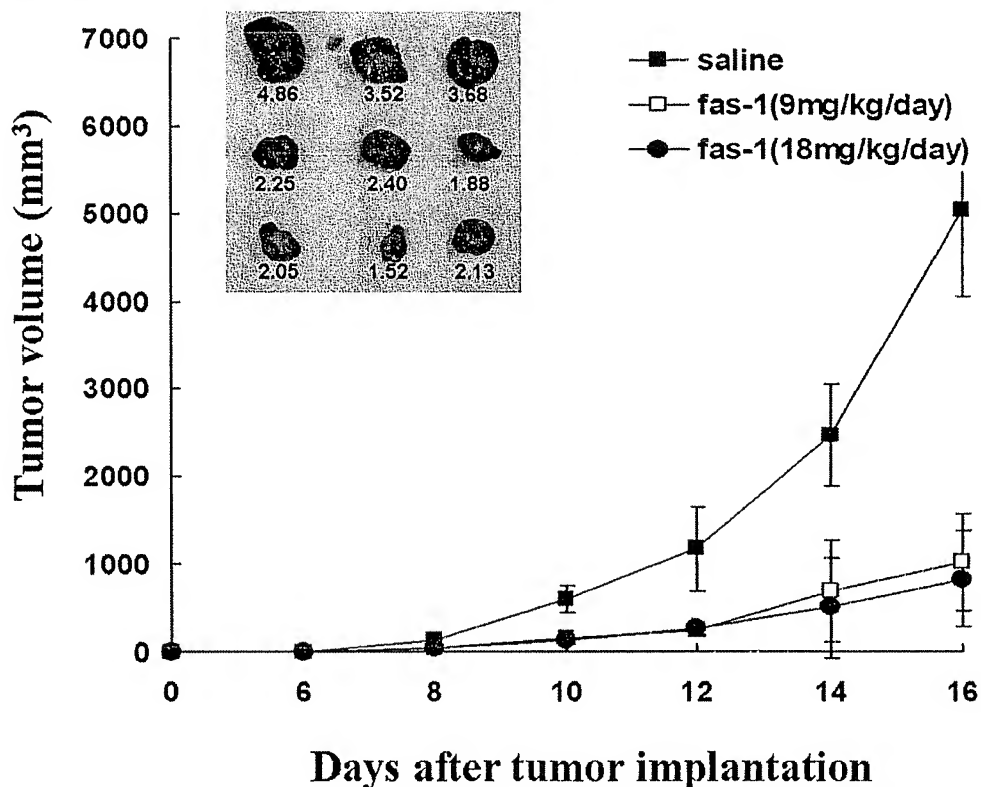 7000
6000
5000
4000
3000
2000
1000
0
Tumor volume (mm³)
4.86 3.52 3.68
2.25 2.40 1.88
2.05 1.52 2.13
saline
fas-1(9mg/kg/day)
fas-1(18mg/kg/day)
0 6 8 10 12 14 16
Days after tumor implantation